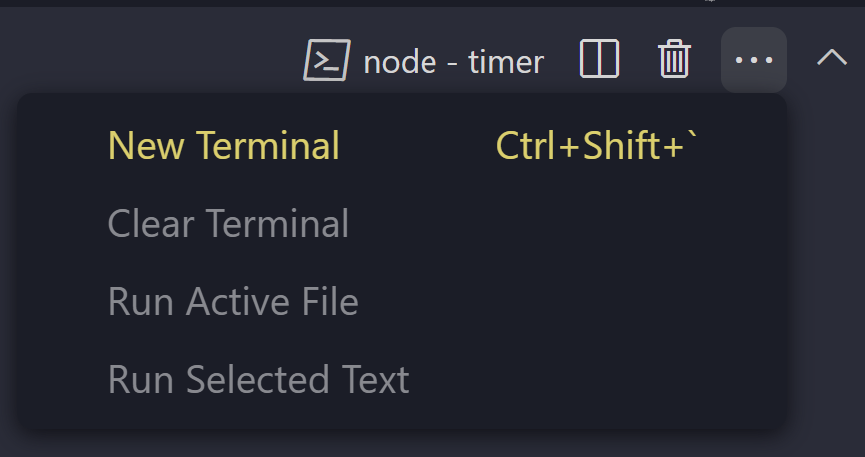 node - timer
New Terminal Ctrl+Shift+`
Clear Terminal
Run Active File
Run Selected Text